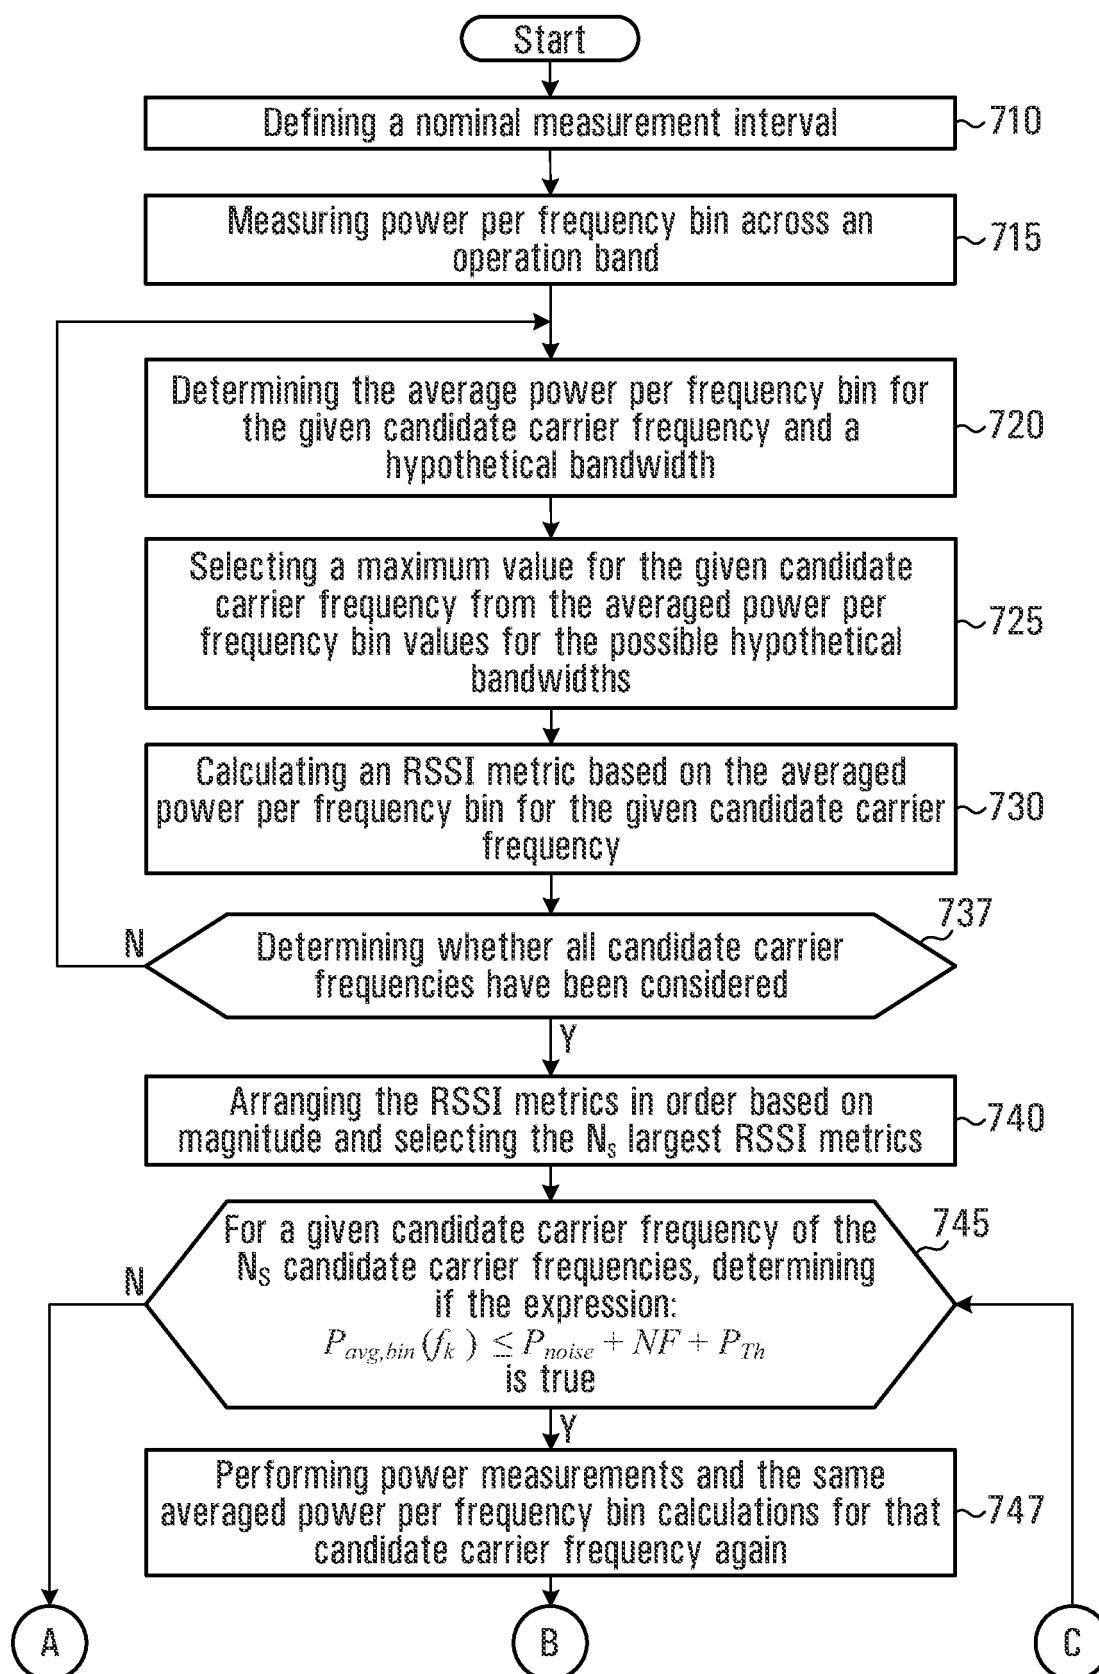 Start
Defining a nominal measurement interval
710
Measuring power per frequency bin across an
operation band
715
Determining the average power per frequency bin for
the given candidate carrier frequency and a
hypothetical bandwidth
720
Selecting a maximum value for the given candidate
carrier frequency from the averaged power per
frequency bin values for the possible hypothetical
bandwidths
725
Calculating an RSSI metric based on the averaged
power per frequency bin for the given candidate carrier
frequency
730
737
N
Determining whether all candidate carrier
frequencies have been considered
Y
Arranging the RSSI metrics in order based on
magnitude and selecting the Ns largest RSSI metrics
740
745
For a given candidate carrier frequency of the
NS candidate carrier frequencies, determining
if the expression:
P_{avg,bin}(f_k) ≤ P_{noise} + NF + P_{Th}
is true
N
Y
Performing power measurements and the same
averaged power per frequency bin calculations for that
candidate carrier frequency again
747
A
B
C